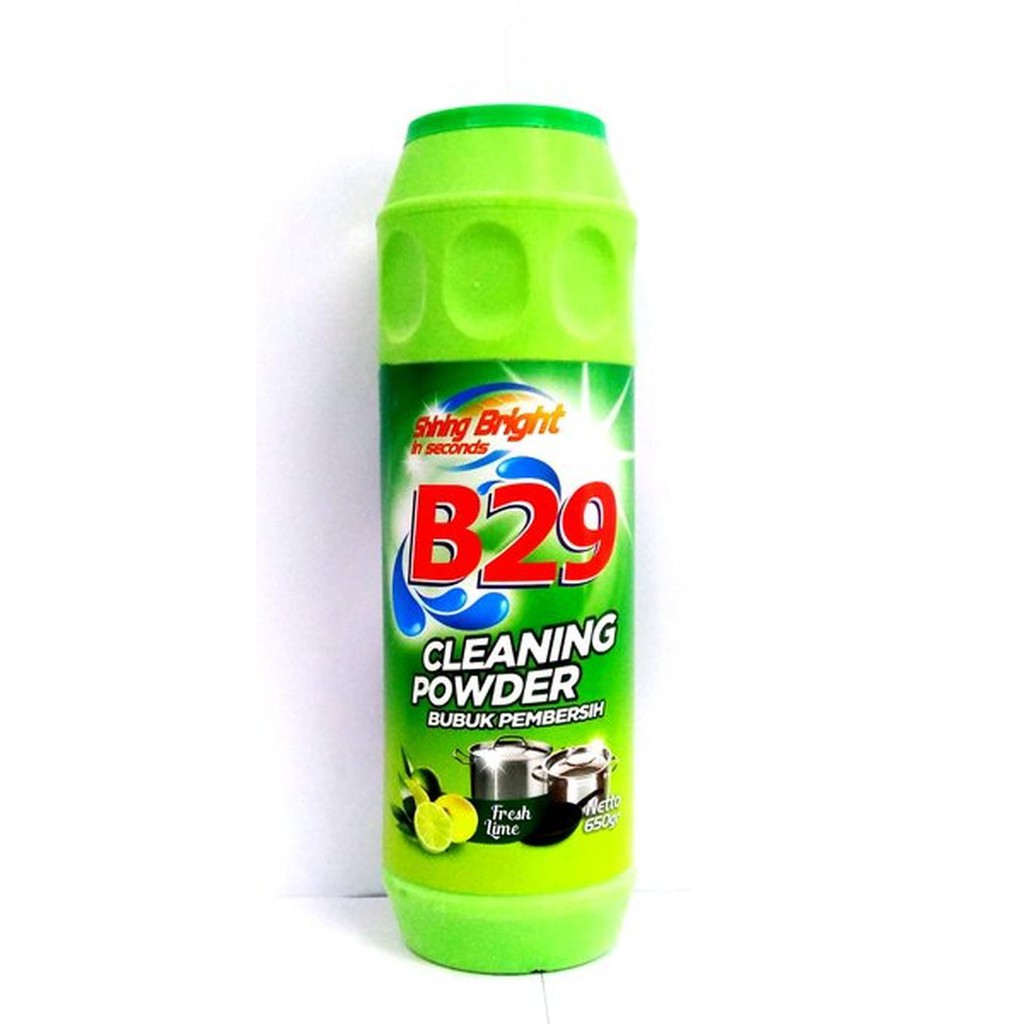 Shining Bright
in seconds
B29
CLEANING
POWDER
BUBUK PEMBERSIH
Fresh
Lime
Netto
650gr